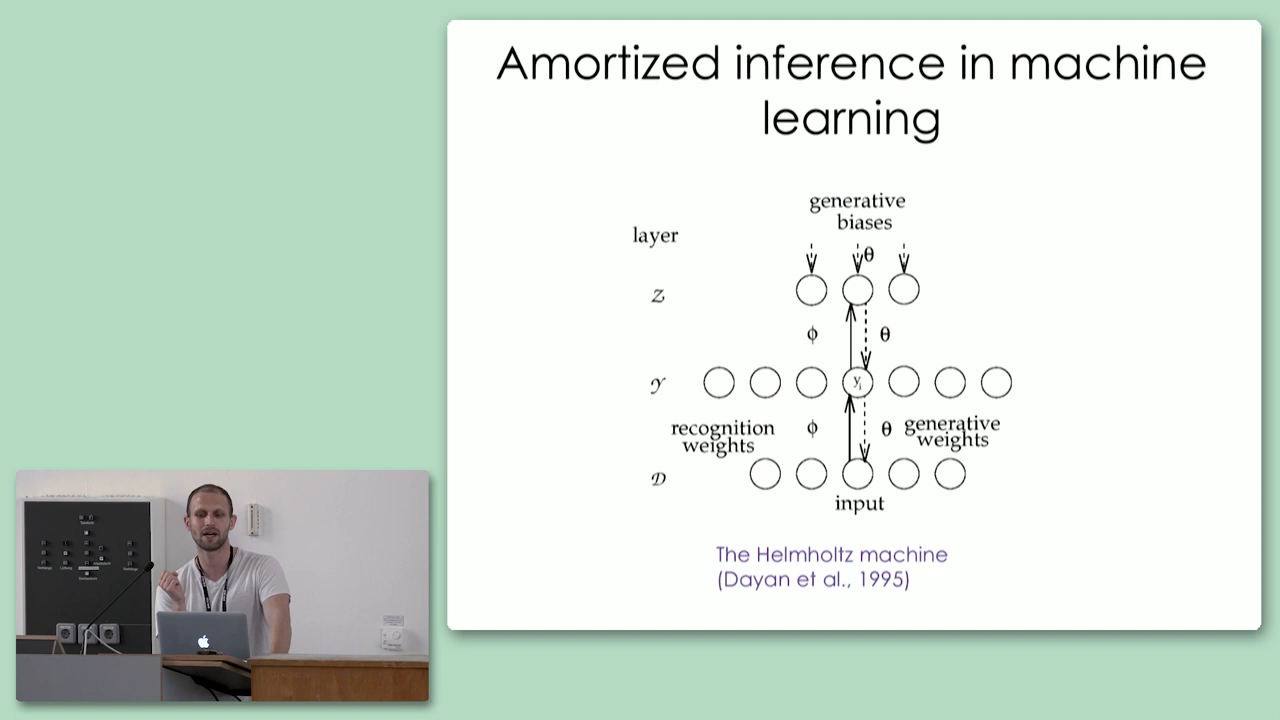 Amortized inference in machine
learning
generative
biases
layer
θ
Z
ϕ θ
Y yi
recognition
weights
ϕ θ
generative
weights
D
input
The Helmholtz machine
(Dayan et al., 1995)